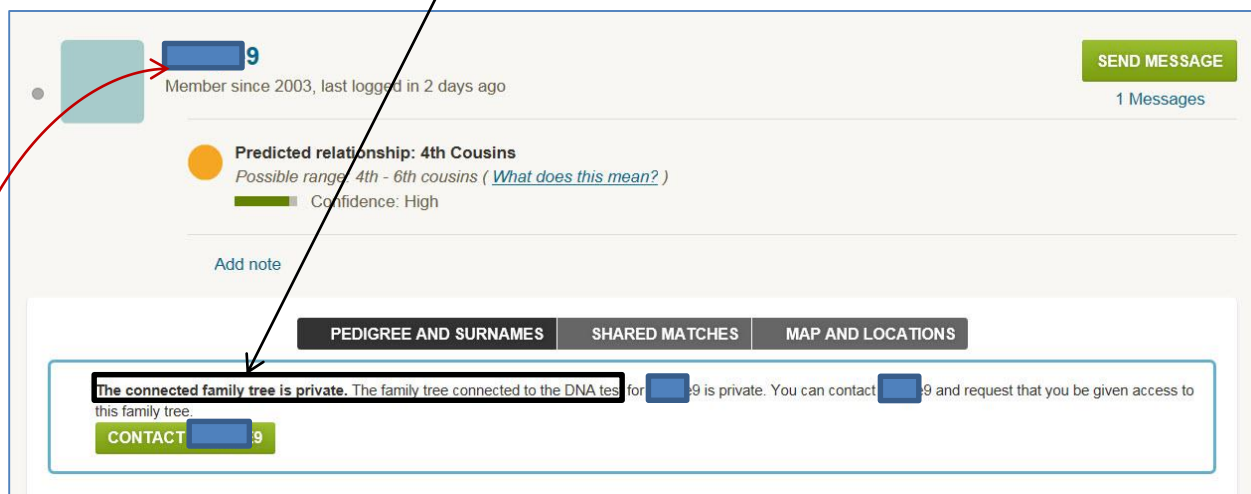 9
SEND MESSAGE
Member since 2003, last logged in 2 days ago
1 Messages
Predicted relationship: 4th Cousins
Possible range: 4th - 6th cousins ( What does this mean? )
Confidence: High
Add note
PEDIGREE AND SURNAMES SHARED MATCHES MAP AND LOCATIONS
The connected family tree is private. The family tree connected to the DNA test for e9 is private. You can contact e9 and request that you be given access to
this family tree.
CONTACT E9